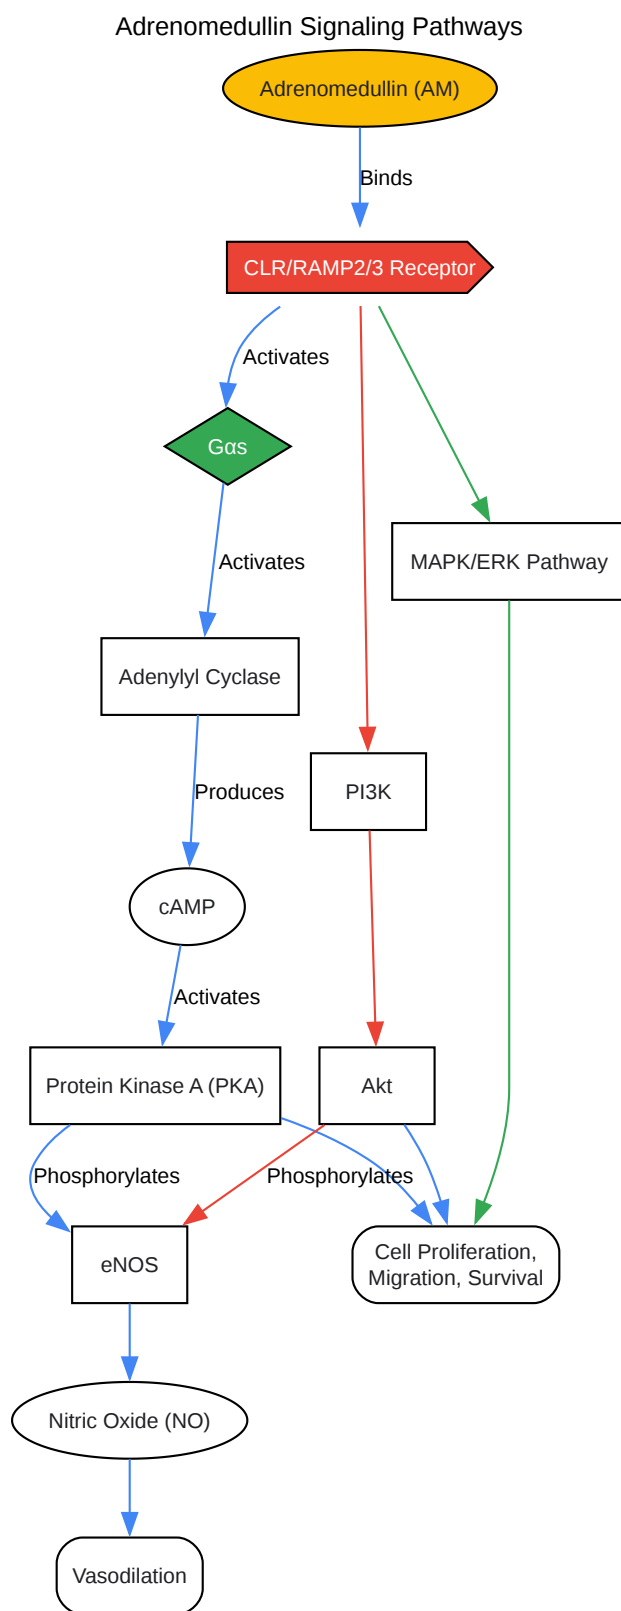 Adrenomedullin Signaling Pathways
Adrenomedullin (AM)
Binds
CLR/RAMP2/3 Receptor
Activates
Gαs
Activates
MAPK/ERK Pathway
Adenylyl Cyclase
Produces
PI3K
cAMP
Activates
Protein Kinase A (PKA)
Akt
Phosphorylates
Phosphorylates
eNOS
Cell Proliferation,
Migration, Survival
Nitric Oxide (NO)
Vasodilation